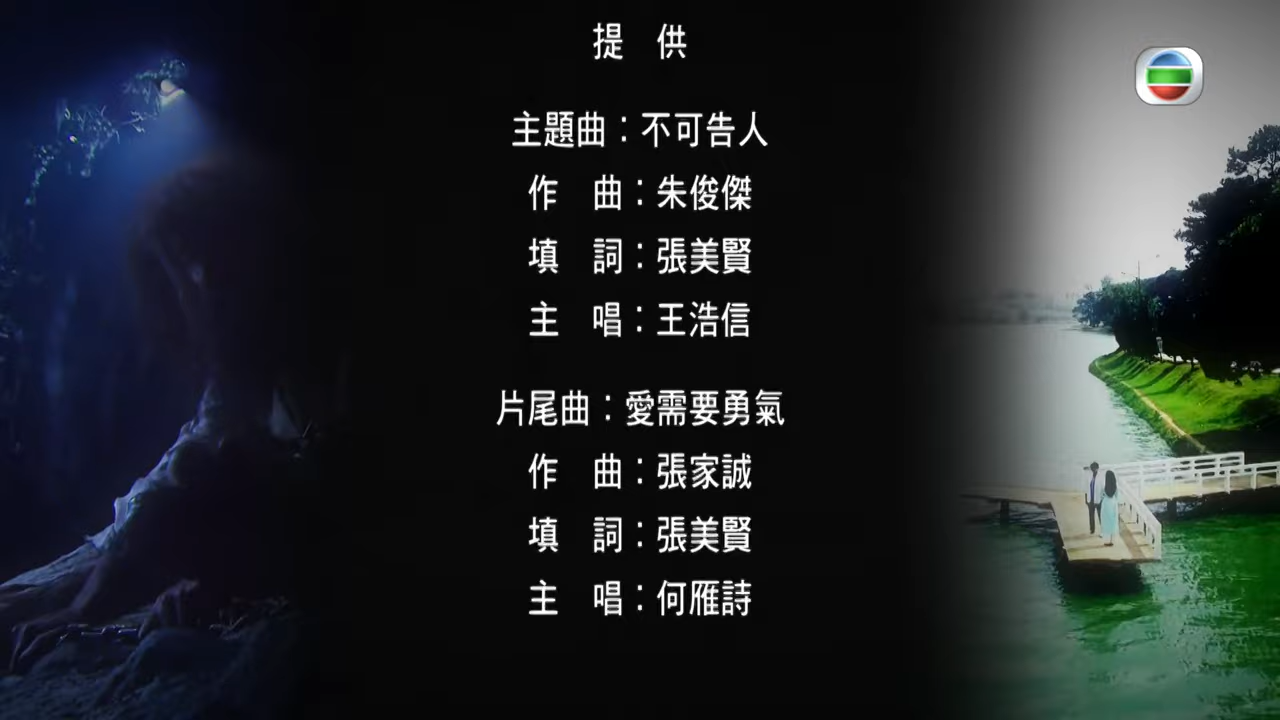 提　供
主題曲：不可告人
作　曲：朱俊傑
填　詞：張美賢
主　唱：王浩信
片尾曲：愛需要勇氣
作　曲：張家誠
填　詞：張美賢
主　唱：何雁詩